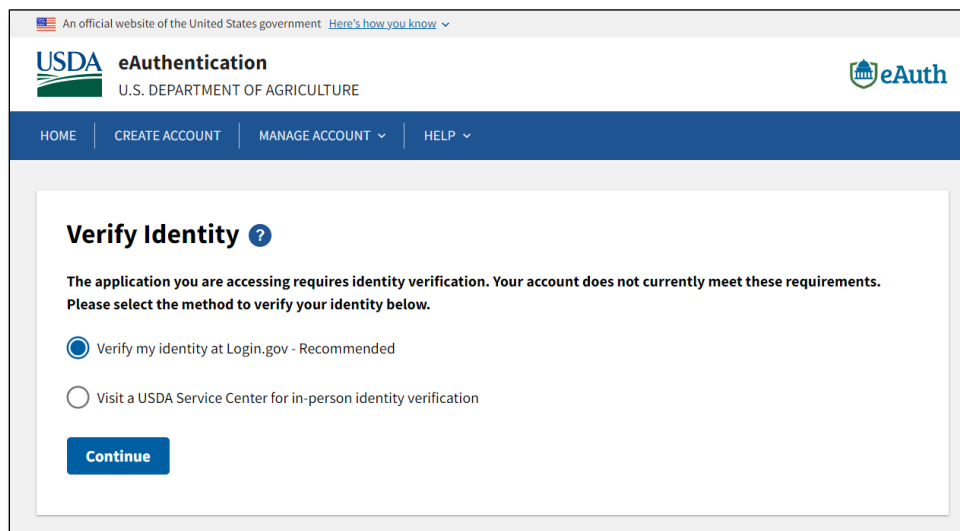 An official website of the United States government Here's how you know
USDA
eAuthentication
U.S. DEPARTMENT OF AGRICULTURE
eAuth
HOME CREATE ACCOUNT MANAGE ACCOUNT HELP
Verify Identity ?
The application you are accessing requires identity verification. Your account does not currently meet these requirements.
Please select the method to verify your identity below.
Verify my identity at Login.gov - Recommended
Visit a USDA Service Center for in-person identity verification
Continue